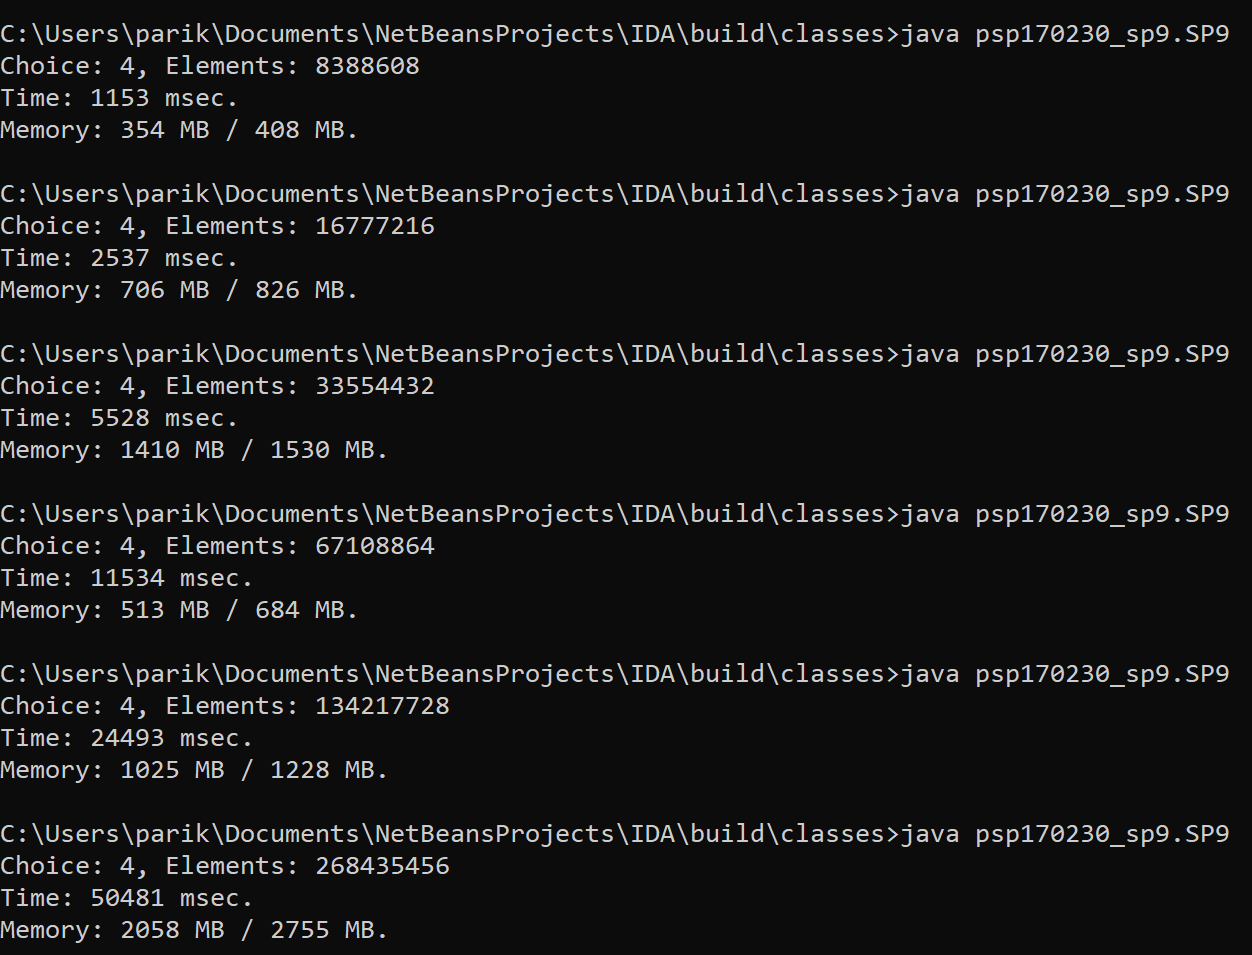 C:\Users\parik\Documents\NetBeansProjects\IDA\build\classes>java psp170230_sp9.SP9
Choice: 4, Elements: 8388608
Time: 1153 msec.
Memory: 354 MB / 408 MB.
C:\Users\parik\Documents\NetBeansProjects\IDA\build\classes>java psp170230_sp9.SP9
Choice: 4, Elements: 16777216
Time: 2537 msec.
Memory: 706 MB / 826 MB.
C:\Users\parik\Documents\NetBeansProjects\IDA\build\classes>java psp170230_sp9.SP9
Choice: 4, Elements: 33554432
Time: 5528 msec.
Memory: 1410 MB / 1530 MB.
C:\Users\parik\Documents\NetBeansProjects\IDA\build\classes>java psp170230_sp9.SP9
Choice: 4, Elements: 67108864
Time: 11534 msec.
Memory: 513 MB / 684 MB.
C:\Users\parik\Documents\NetBeansProjects\IDA\build\classes>java psp170230_sp9.SP9
Choice: 4, Elements: 134217728
Time: 24493 msec.
Memory: 1025 MB / 1228 MB.
C:\Users\parik\Documents\NetBeansProjects\IDA\build\classes>java psp170230_sp9.SP9
Choice: 4, Elements: 268435456
Time: 50481 msec.
Memory: 2058 MB / 2755 MB.